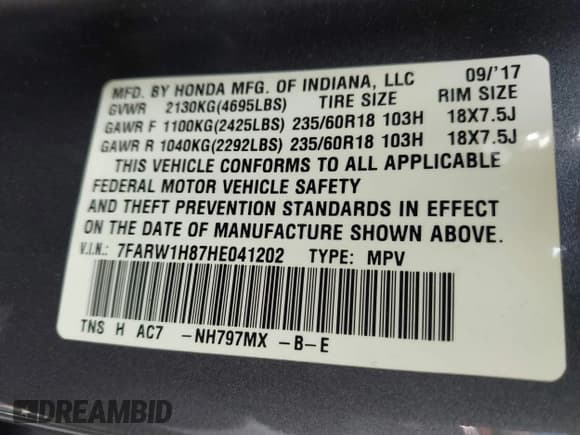 MFD. BY HONDA MFG. OF INDIANA, LLC 09/'17
GVWR 2130KG(4695LBS) TIRE SIZE RIM SIZE
GAWR F 1100KG(2425LBS) 235/60R18 103H 18X7.5J
GAWR R 1040KG(2292LBS) 235/60R18 103H 18X7.5J
THIS VEHICLE CONFORMS TO ALL APPLICABLE
FEDERAL MOTOR VEHICLE SAFETY
AND THEFT PREVENTION STANDARDS IN EFFECT
ON THE DATE OF MANUFACTURE SHOWN ABOVE.
V.I.N.: 7FARW1H87HE041202 TYPE: MPV
TNS H AC7 -NH797MX -B-E
DREAMBID